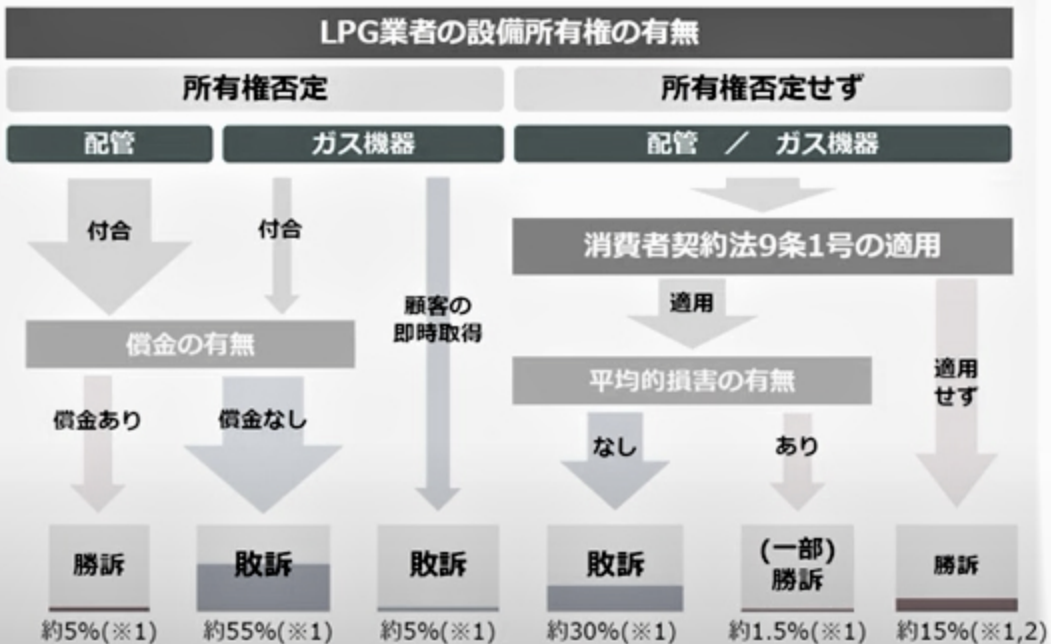 LPG業者の設備所有権の有無
所有権否定
所有権否定せず
配管
ガス機器
配管 / ガス機器
付合
付合
顧客の
即時取得
消費者契約法9条1号の適用
適用
適用
せず
償金の有無
平均的損害の有無
償金あり
償金なし
なし
あり
勝訴
敗訴
敗訴
敗訴
(一部)
勝訴
勝訴
約5%(※1)
約55%(※1)
約5%(※1)
約30%(※1)
約1.5%(※1)
約15%(※1,2)